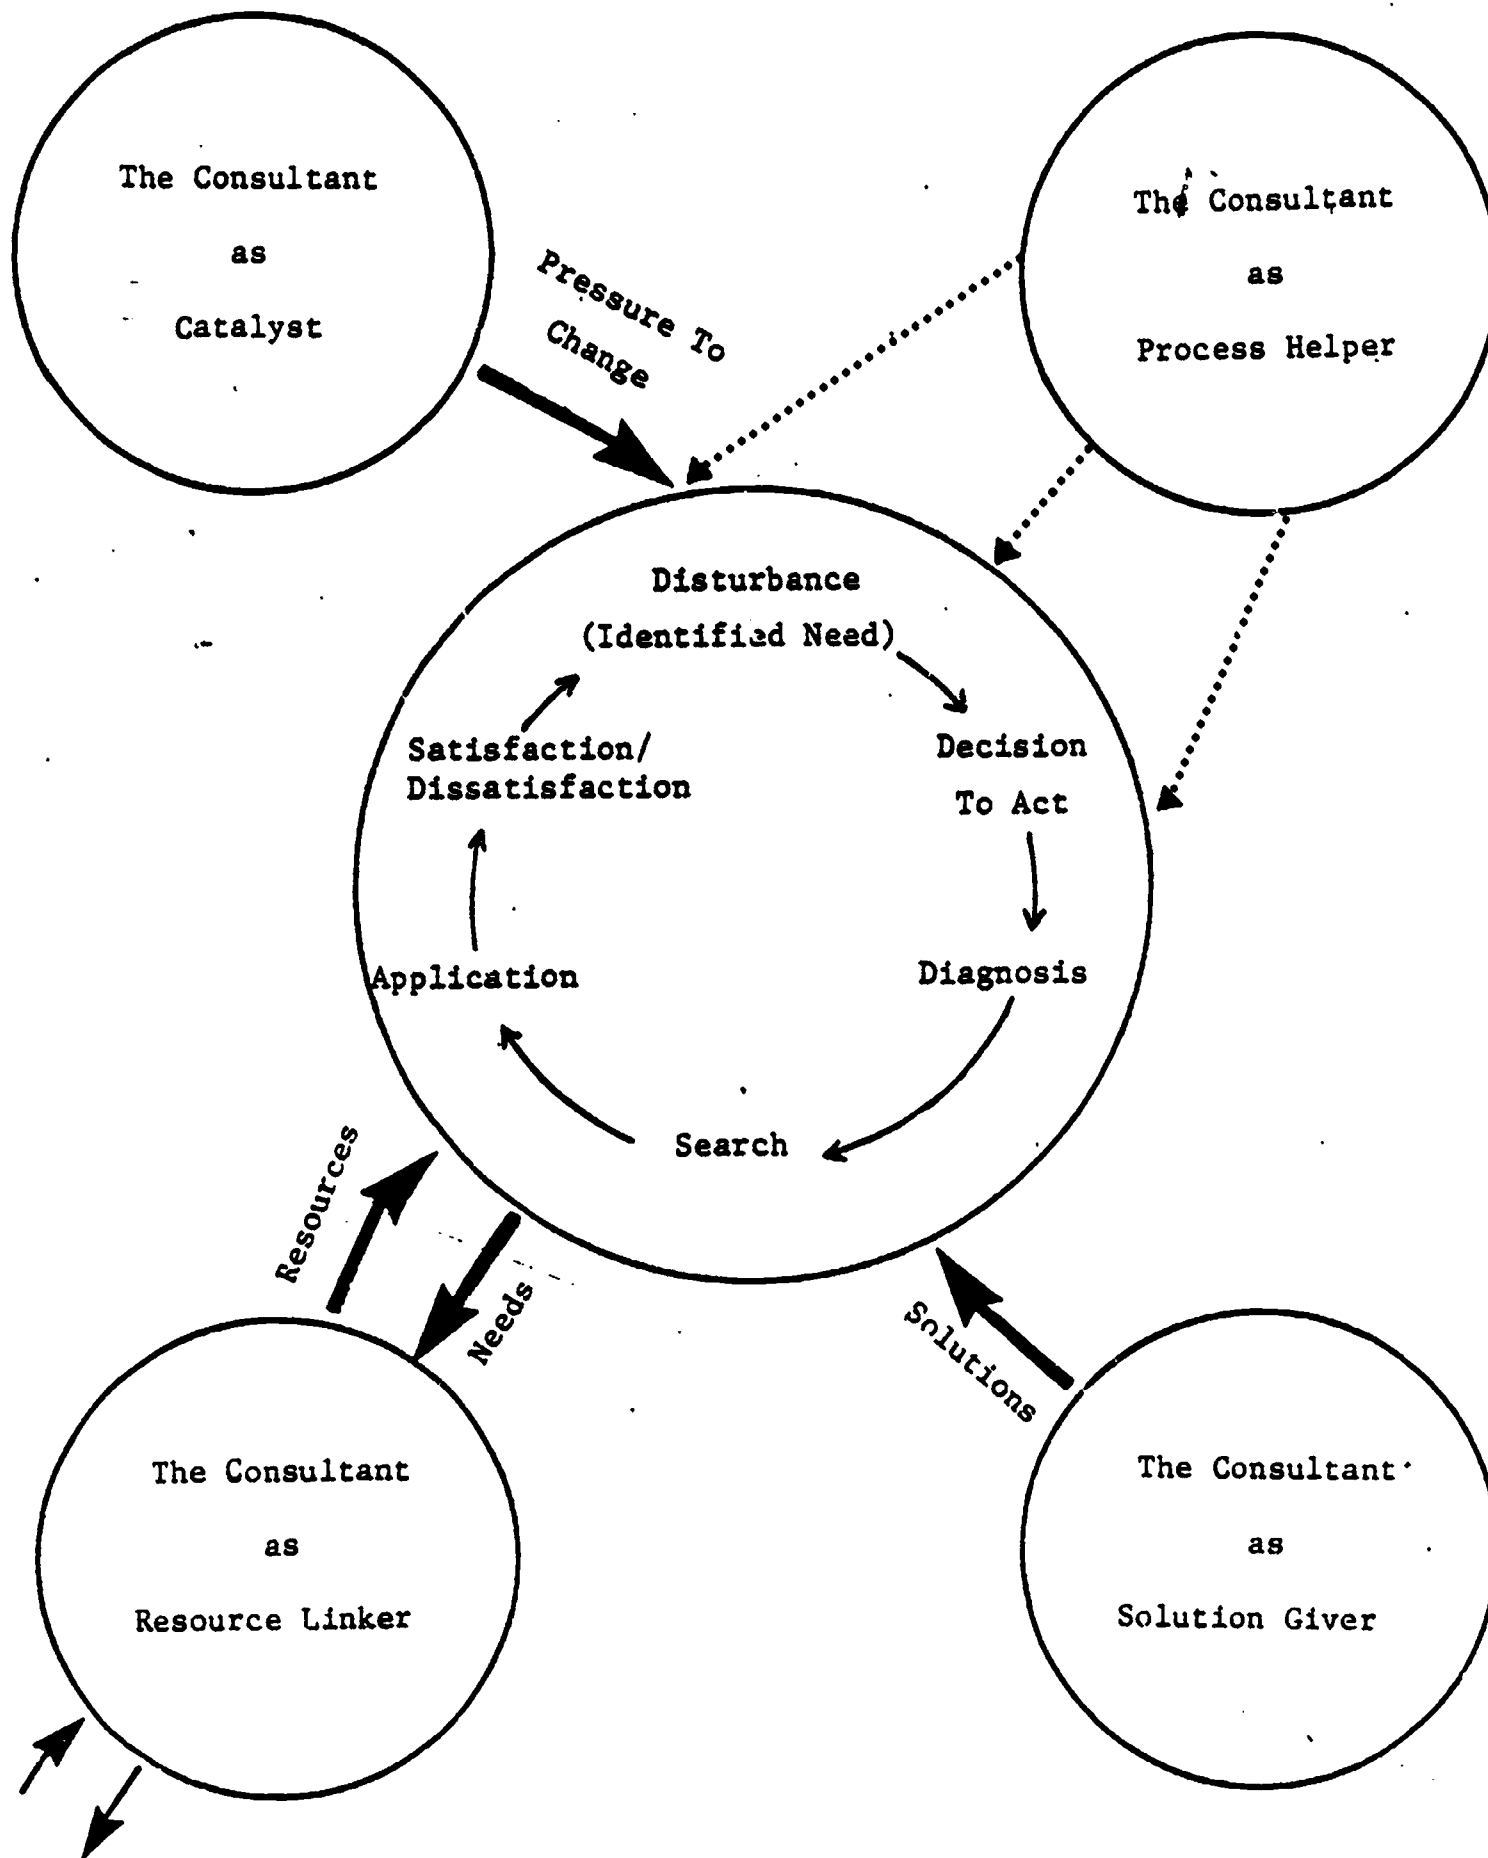 The Consultant
as
Catalyst
The Consultant
as
Process Helper
Pressure To
Change
Disturbance
(Identified Need)
Decision
To Act
Diagnosis
Search
Application
Satisfaction/
Dissatisfaction
Resources
Needs
Solutions
The Consultant
as
Resource Linker
The Consultant
as
Solution Giver